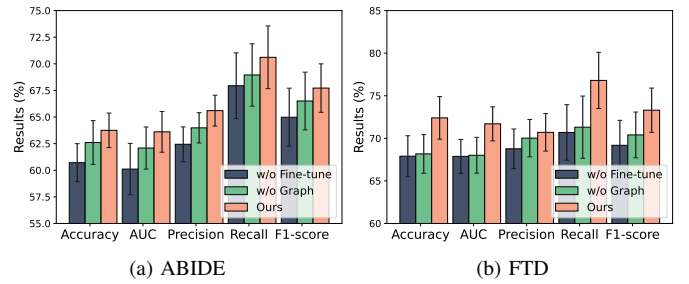 75.0
72.5
70.0
67.5
65.0
62.5
60.0
57.5
55.0
Results (%)
w/o Fine-tune
w/o Graph
Ours
Accuracy AUC Precision Recall F1-score
(a) ABIDE
85
80
75
70
65
60
Results (%)
w/o Fine-tune
w/o Graph
Ours
Accuracy AUC Precision Recall F1-score
(b) FTD